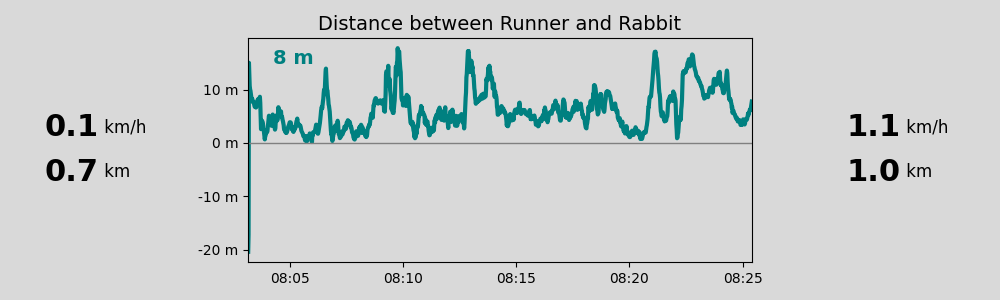 Distance between Runner and Rabbit
8 m
10 m
0 m
-10 m
-20 m
08:05 08:10 08:15 08:20 08:25
0.1 km/h
0.7 km
1.1 km/h
1.0 km